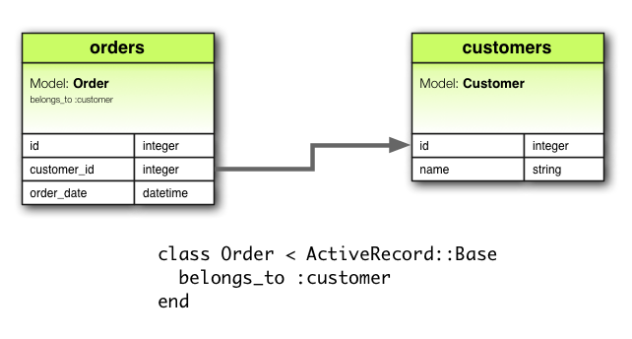 orders
Model: Order
belongs_to :customer
id integer
customer_id integer
order_date datetime
customers
Model: Customer
id integer
name string
class Order < ActiveRecord::Base
  belongs_to :customer
end